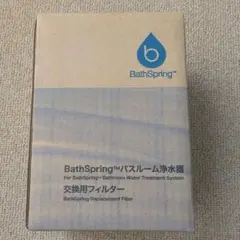 b
BathSpring™
BathSpring™バスルーム浄水器
For BathSpring™ Bathroom Water Treatment System
交換用フィルター
BathSpring Replacement Filter